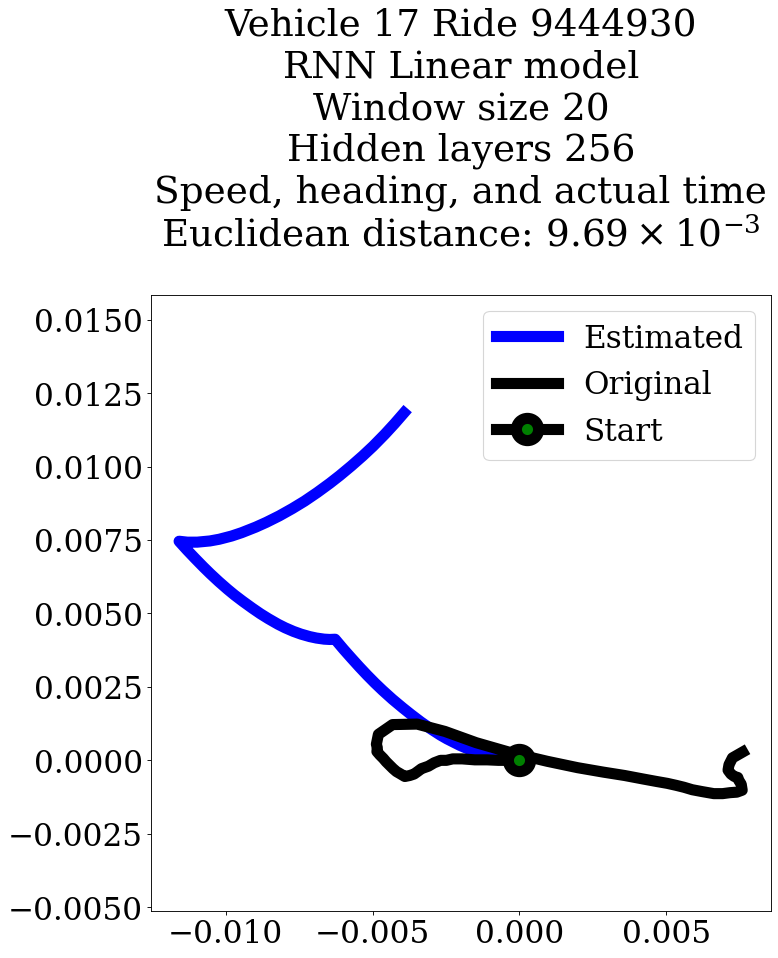 Vehicle 17 Ride 9444930
RNN Linear model
Window size 20
Hidden layers 256
Speed, heading, and actual time
Euclidean distance: 9.69 × 10⁻³
Estimated
Original
Start
0.0150
0.0125
0.0100
0.0075
0.0050
0.0025
0.0000
−0.0025
−0.0050
−0.010 −0.005 0.000 0.005